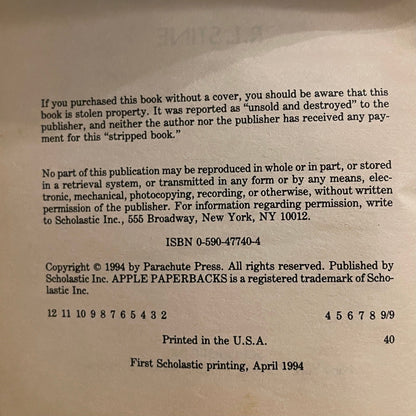 If you purchased this book without a cover, you should be aware that this
book is stolen property. It was reported as “unsold and destroyed” to the
publisher, and neither the author nor the publisher has received any pay-
ment for this “stripped book.”
No part of this publication may be reproduced in whole or in part, or stored
in a retrieval system, or transmitted in any form or by any means, elec-
tronic, mechanical, photocopying, recording, or otherwise, without written
permission of the publisher. For information regarding permission, write
to Scholastic Inc., 555 Broadway, New York, NY 10012.
ISBN 0-590-47740-4
Copyright © 1994 by Parachute Press. All rights reserved. Published by
Scholastic Inc. APPLE PAPERBACKS is a registered trademark of Scho-
lastic Inc.
12 11 10 9 8 7 6 5 4 3 2 4 5 6 7 8 9/9
Printed in the U.S.A. 40
First Scholastic printing, April 1994